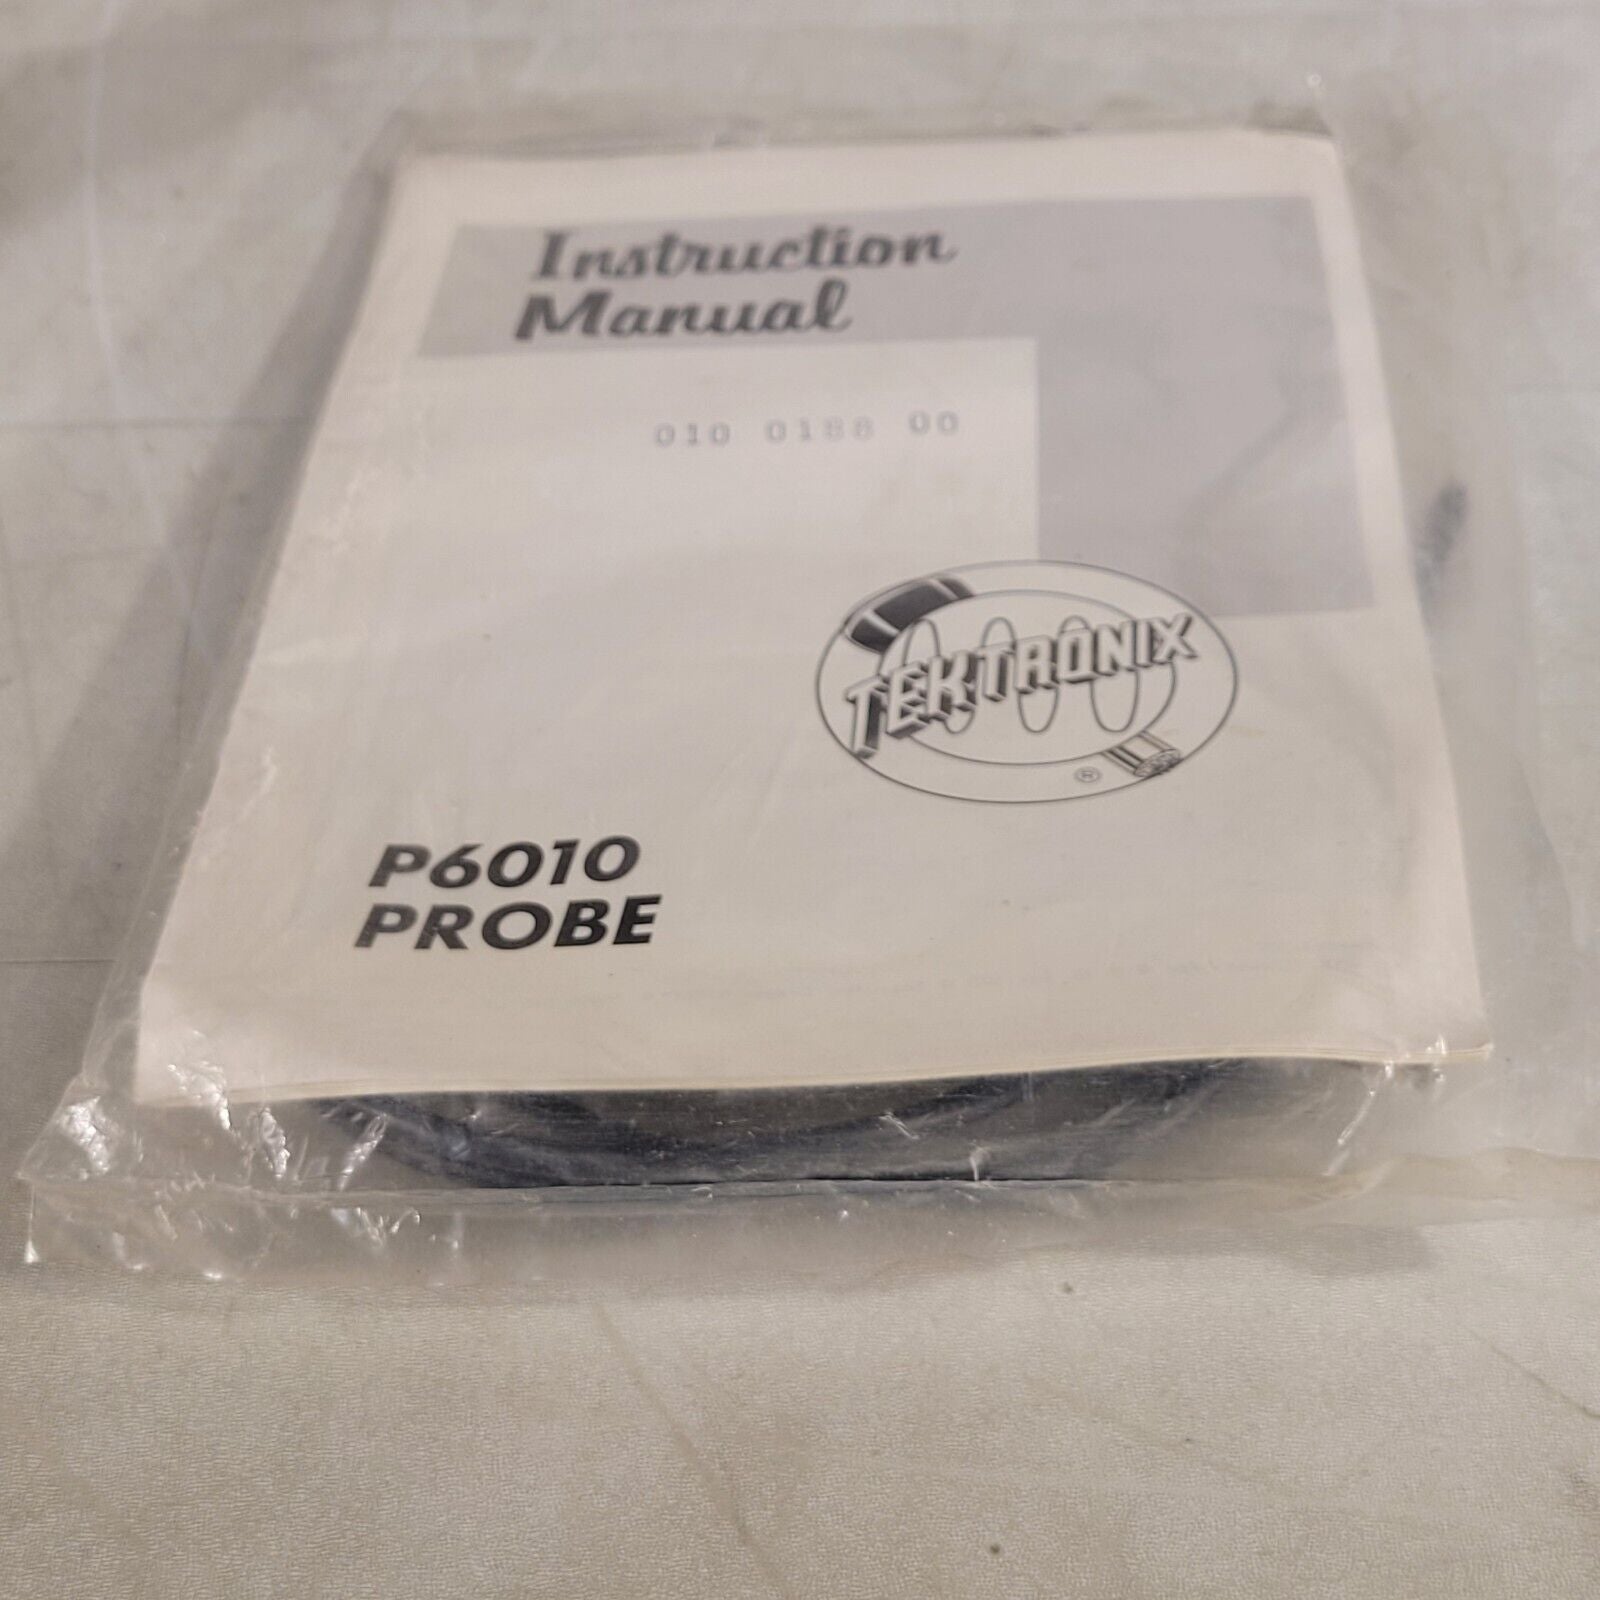 Instruction
Manual
010 0188 00
TEKTRONIX
®
P6010
PROBE